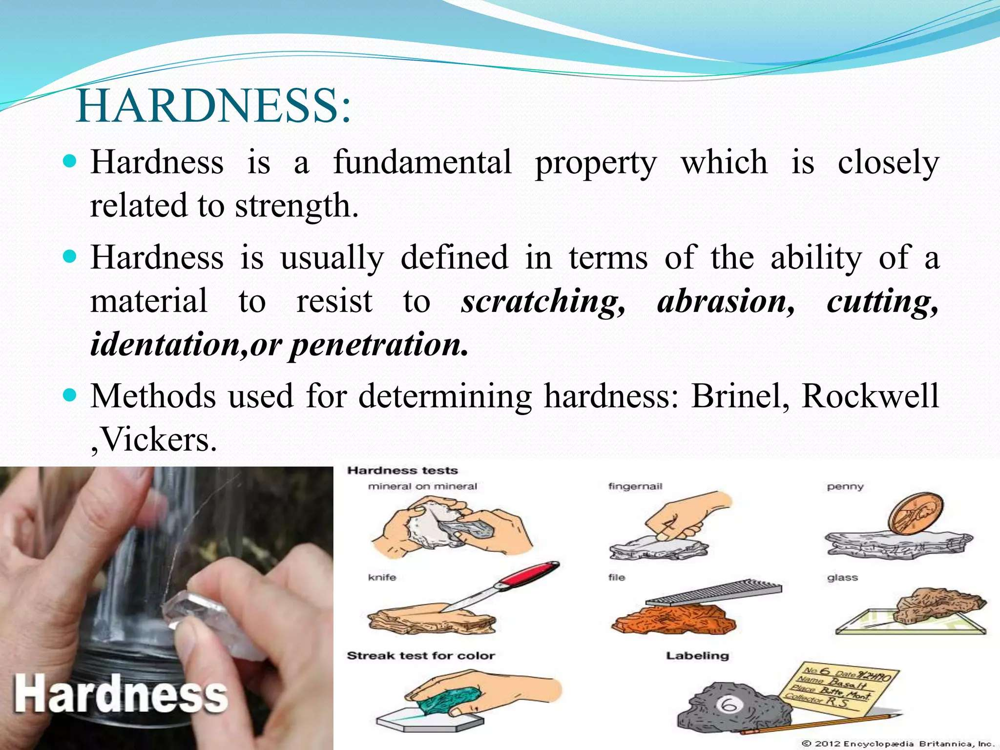 HARDNESS:
Hardness is a fundamental property which is closely
related to strength.
Hardness is usually defined in terms of the ability of a
material to resist to scratching, abrasion, cutting,
identation,or penetration.
Methods used for determining hardness: Brinel, Rockwell
,Vickers.
Hardness
Hardness tests
mineral on mineral
fingernail
penny
knife
file
glass
Streak test for color
Labeling
No. 6 Date 9/24/90
Name Basalt
Place Butte Mont.
Collector R.S.
6
© 2012 Encyclopædia Britannica, Inc.